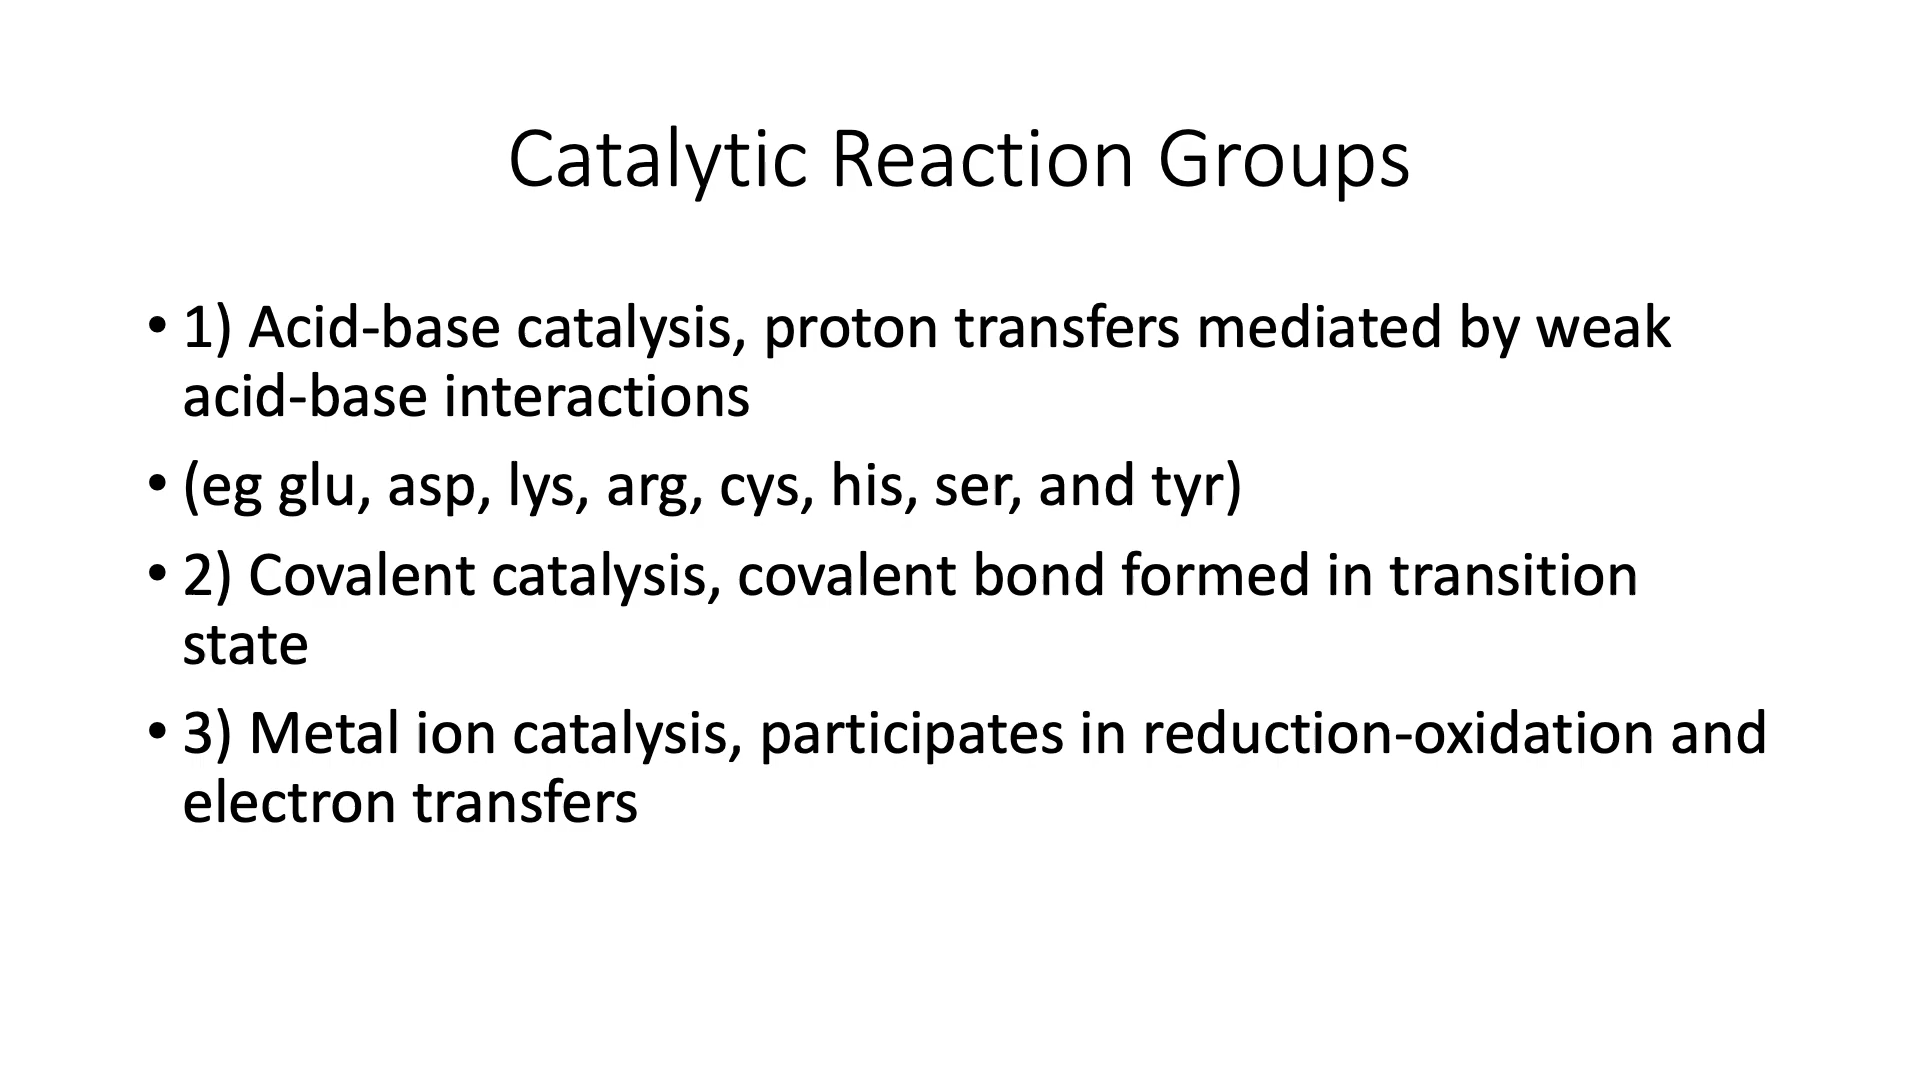 Catalytic Reaction Groups
• 1) Acid-base catalysis, proton transfers mediated by weak
acid-base interactions
• (eg glu, asp, lys, arg, cys, his, ser, and tyr)
• 2) Covalent catalysis, covalent bond formed in transition
state
• 3) Metal ion catalysis, participates in reduction-oxidation and
electron transfers